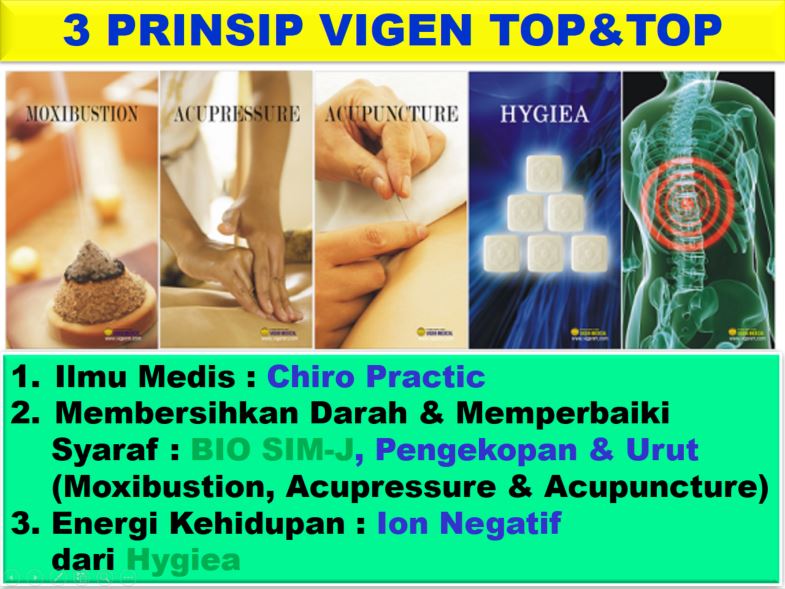 3 PRINSIP VIGEN TOP&TOP
MOXIBUSTION
ACUPRESSURE
ACUPUNCTURE
HYGIEA
1. Ilmu Medis : Chiro Practic
2. Membersihkan Darah & Memperbaiki
Syaraf : BIO SIM-J, Pengekopan & Urut
(Moxibustion, Acupressure & Acupuncture)
3. Energi Kehidupan : Ion Negatif
dari Hygiea